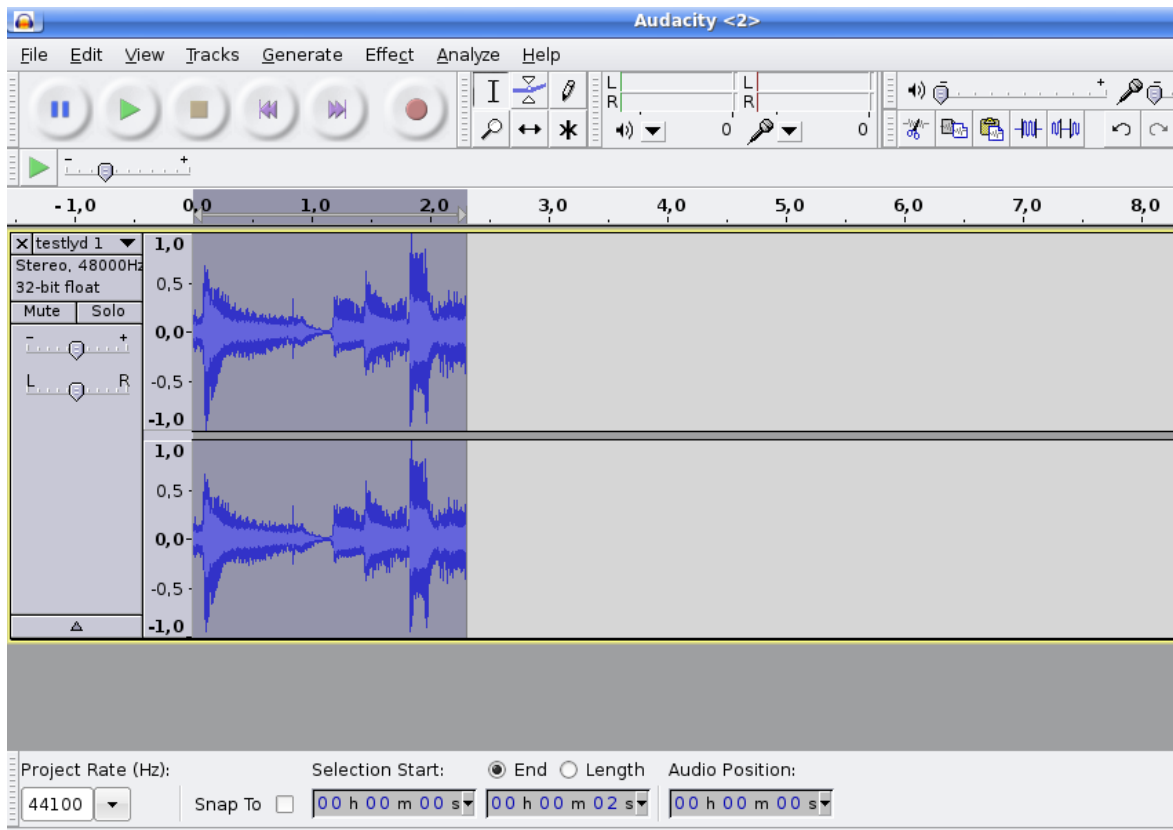 Audacity <2>
File Edit View Tracks Generate Effect Analyze Help
L
R
L
R
- +
0 0
- +
- 1,0 0,0 1,0 2,0 3,0 4,0 5,0 6,0 7,0 8,0
testlyd 1
Stereo, 48000Hz
32-bit float
Mute Solo
- +
L R
1,0
0,5
0,0
-0,5
-1,0
1,0
0,5
0,0
-0,5
-1,0
Project Rate (Hz): Selection Start: End Length Audio Position:
44100 Snap To 00 h 00 m 00 s 00 h 00 m 02 s 00 h 00 m 00 s